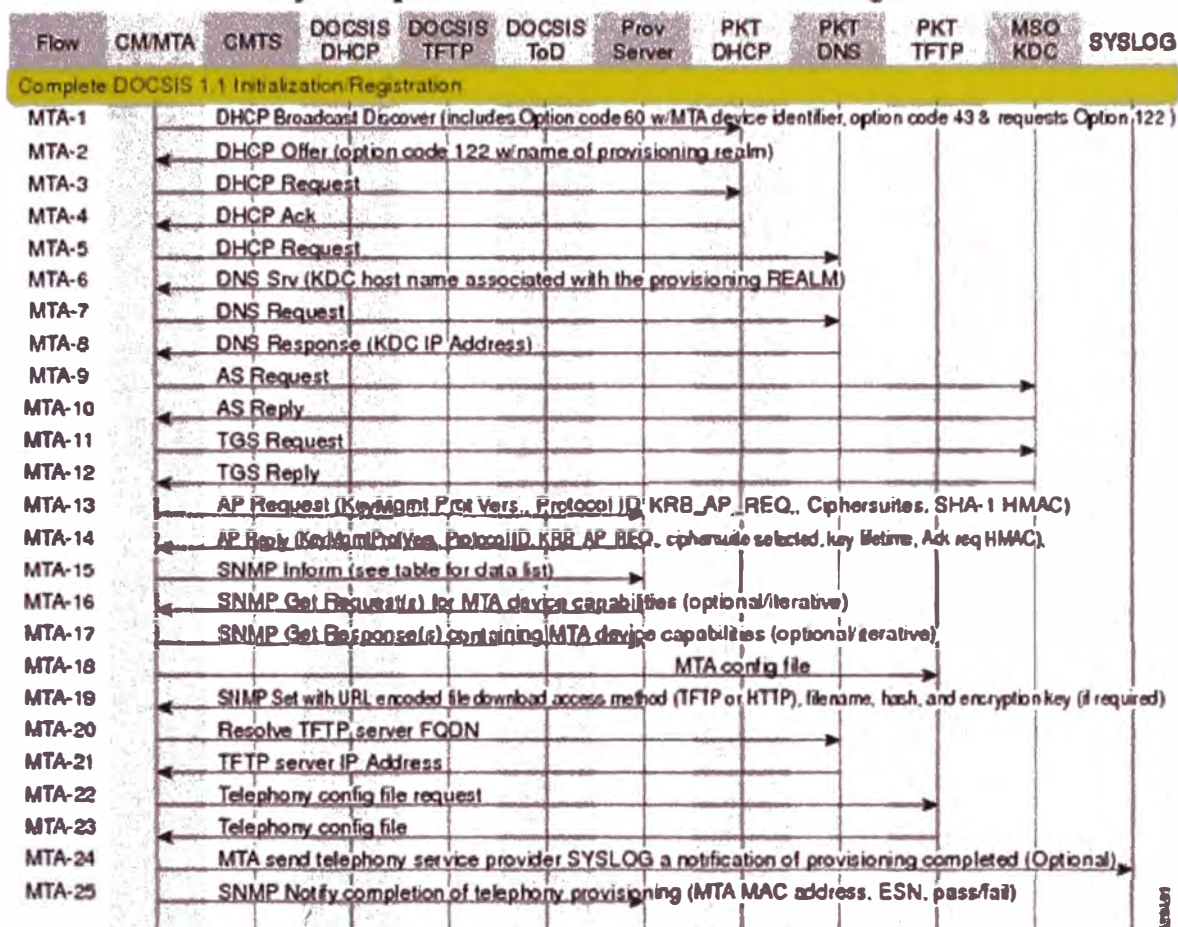 Flow CM/MTA CMTS DOCSIS DHCP DOCSIS TFTP DOCSIS ToD Prov Server PKT DHCP PKT DNS PKT TFTP MSO KDC SYSLOG
Complete DOCSIS 1.1 Initialization/Registration
MTA-1 DHCP Broadcast Discover (includes Option code 60 w/MTA device identifier, option code 43 & requests Option 122 )
MTA-2 DHCP Offer (option code 122 w/name of provisioning realm)
MTA-3 DHCP Request
MTA-4 DHCP Ack
MTA-5 DHCP Request
MTA-6 DNS Srv (KDC host name associated with the provisioning REALM)
MTA-7 DNS Request
MTA-8 DNS Response (KDC IP Address)
MTA-9 AS Request
MTA-10 AS Reply
MTA-11 TGS Request
MTA-12 TGS Reply
MTA-13 AP Request (KeyMgmt Prot Vers., Protocol ID, KRB_AP_REQ,, Ciphersuites, SHA-1 HMAC)
MTA-14 AP Reply (KeyMgmtProtVers, Protocol ID, KRB_AP_REQ,, ciphersuite selected, key lifetime, Ack req HMAC)
MTA-15 SNMP Inform (see table for data list)
MTA-16 SNMP Get Request(s) for MTA device capabilities (optional/iterative)
MTA-17 SNMP Get Response(s) containing MTA device capabilities (optional/iterative)
MTA-18 MTA config file
MTA-19 SNMP Set with URL encoded file download access method (TFTP or HTTP), filename, hash, and encryption key (if required)
MTA-20 Resolve TFTP server FQDN
MTA-21 TFTP server IP Address
MTA-22 Telephony config file request
MTA-23 Telephony config file
MTA-24 MTA send telephony service provider SYSLOG a notification of provisioning completed (Optional)
MTA-25 SNMP Notify completion of telephony provisioning (MTA MAC address, ESN, pass/fail)